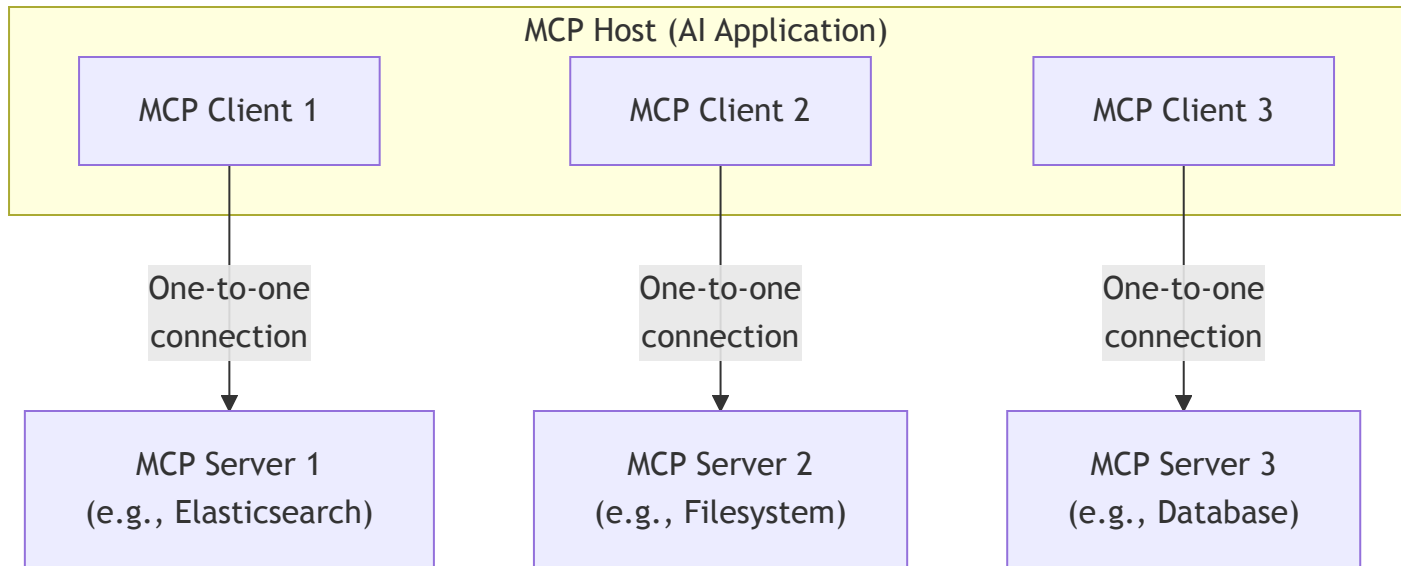 MCP Host (AI Application)
MCP Client 1
MCP Client 2
MCP Client 3
One-to-one
connection
One-to-one
connection
One-to-one
connection
MCP Server 1
(e.g., Elasticsearch)
MCP Server 2
(e.g., Filesystem)
MCP Server 3
(e.g., Database)